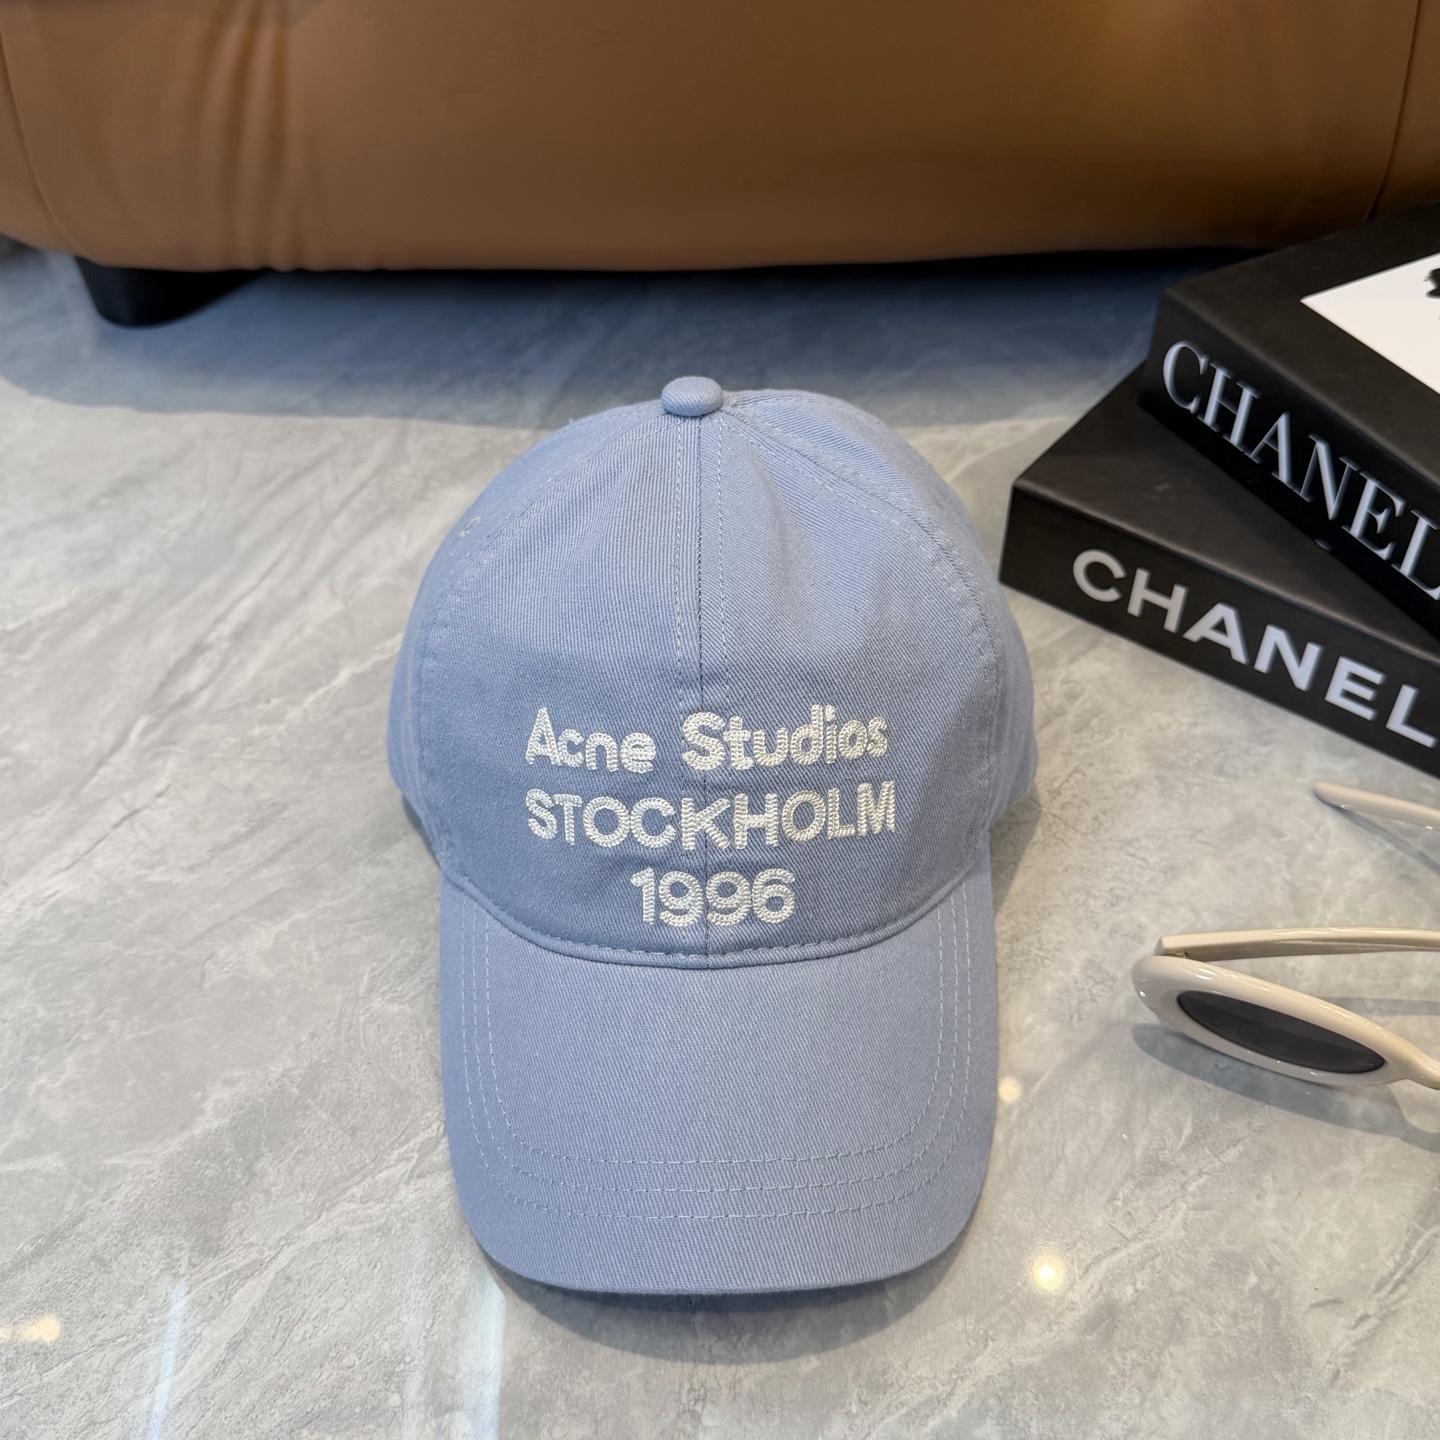 Acne Studios
STOCKHOLM
1996
CHANEL
CHANEL